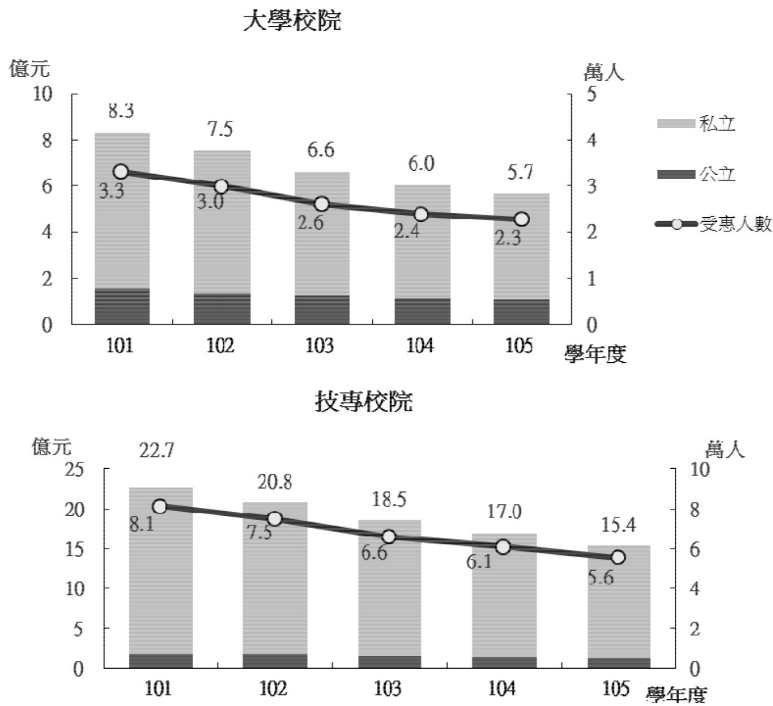 大學校院
億元 萬人
10 8.3 5
7.5 私立
8 6.6 4
6.0 5.7 公立
6 3.3 3.0 3
2.6 2.4 2.3 受惠人數
4 2
2 1
0 0
101 102 103 104 105 學年度
技專校院
億元 22.7 萬人
25 20.8 10
18.5
20 17.0 8
8.1 7.5 15.4
15 6.6 6.1 5.6 6
10 4
5 2
0 0
101 102 103 104 105 學年度